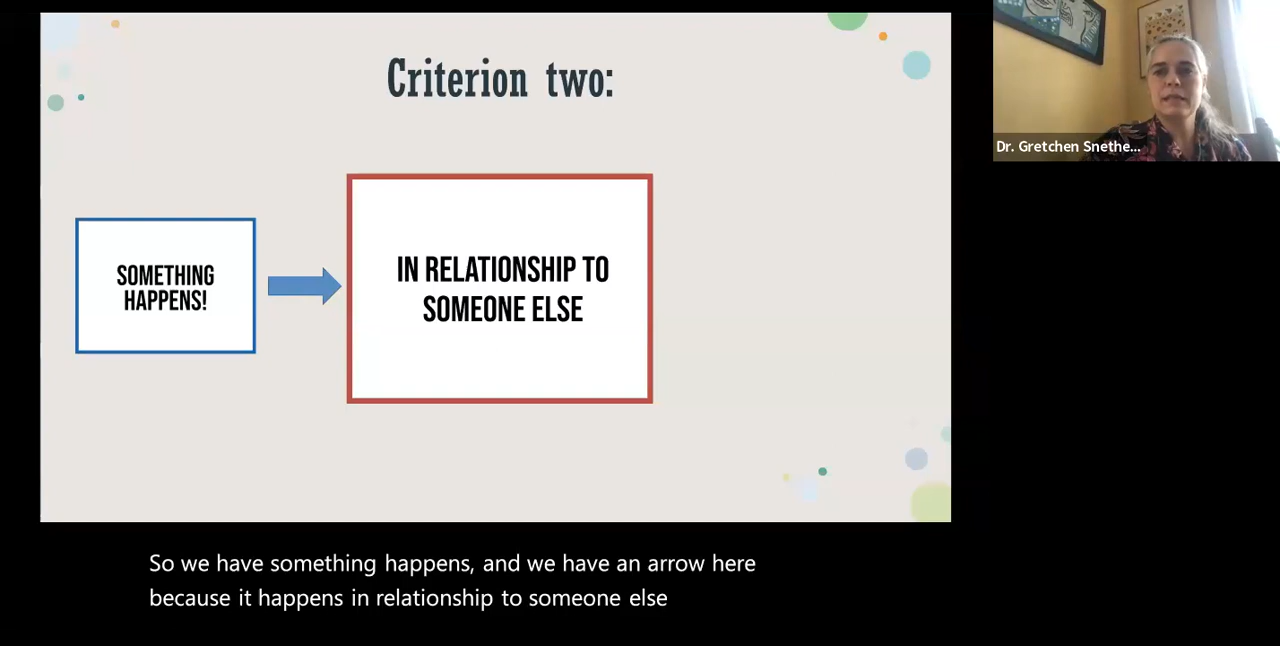 Criterion two:
SOMETHING
HAPPENS!
IN RELATIONSHIP TO
SOMEONE ELSE
Dr. Gretchen Snethe...
So we have something happens, and we have an arrow here
because it happens in relationship to someone else